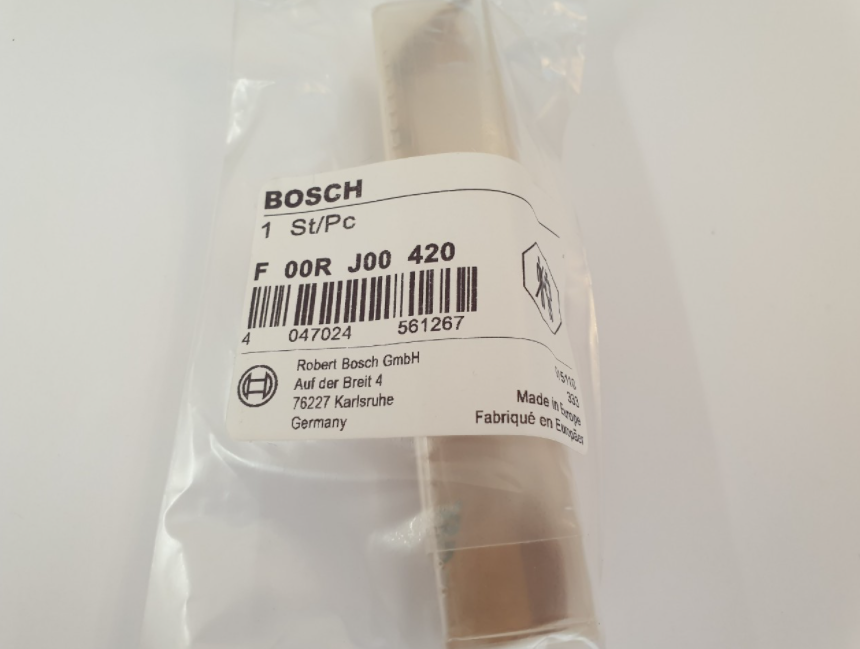 BOSCH
1 St/Pc
F 00R J00 420
4 047024 561267
Robert Bosch GmbH
Auf der Breit 4
76227 Karlsruhe
Germany
333
Made in Europe
Fabriqué en